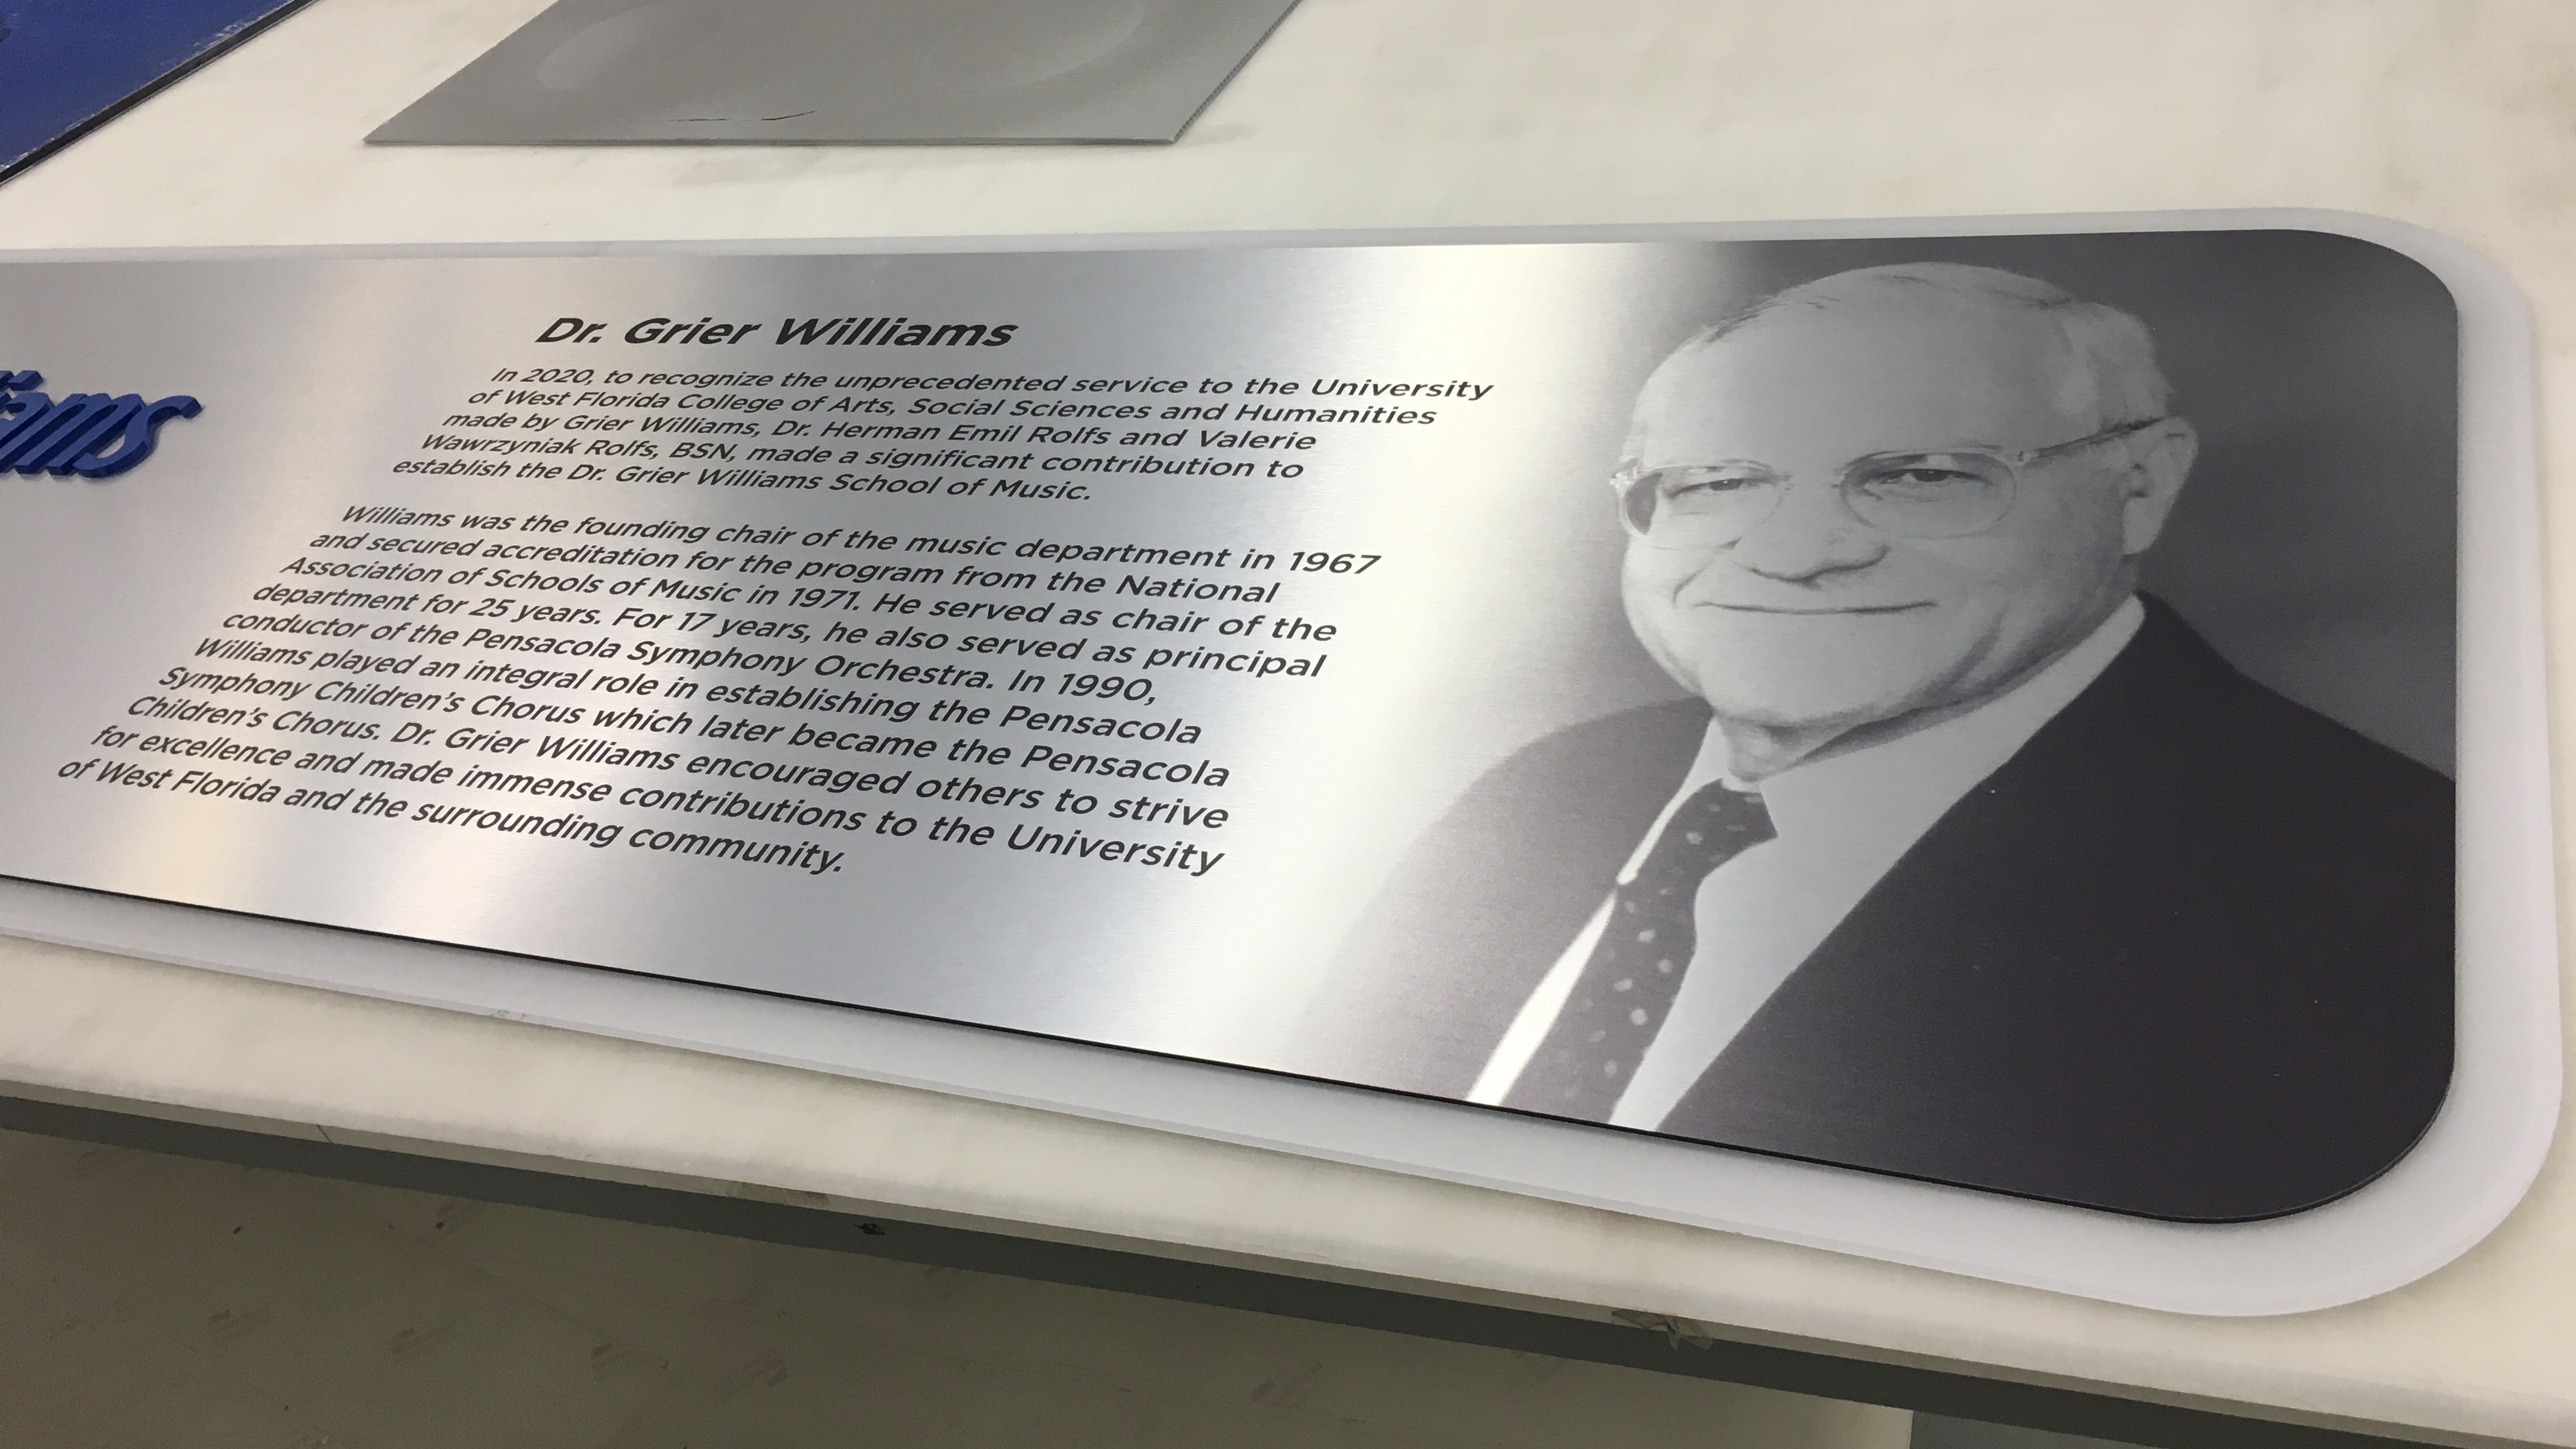 Dr. Grier Williams
In 2020, to recognize the unprecedented service to the University
of West Florida College of Arts, Social Sciences and Humanities
made by Grier Williams, Dr. Herman Emil Rolfs and Valerie
Wawrzyniak Rolfs, BSN, made a significant contribution to
establish the Dr. Grier Williams School of Music.
Williams was the founding chair of the music department in 1967
and secured accreditation for the program from the National
Association of Schools of Music in 1971. He served as chair of the
department for 25 years. For 17 years, he also served as principal
conductor of the Pensacola Symphony Orchestra. In 1990,
Williams played an integral role in establishing the Pensacola
Symphony Children's Chorus which later became the Pensacola
Children's Chorus. Dr. Grier Williams encouraged others to strive
for excellence and made immense contributions to the University
of West Florida and the surrounding community.